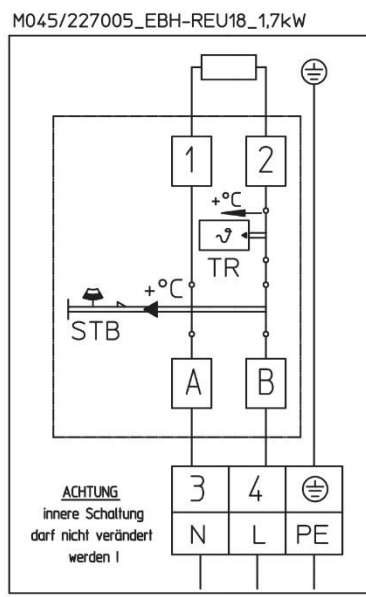 M045/227005_EBH-REU18_1,7kW
1 2
+°C
ϑ
TR
+°C
STB
A B
3 4
N L PE
ACHTUNG
innere Schaltung
darf nicht verändert
werden !